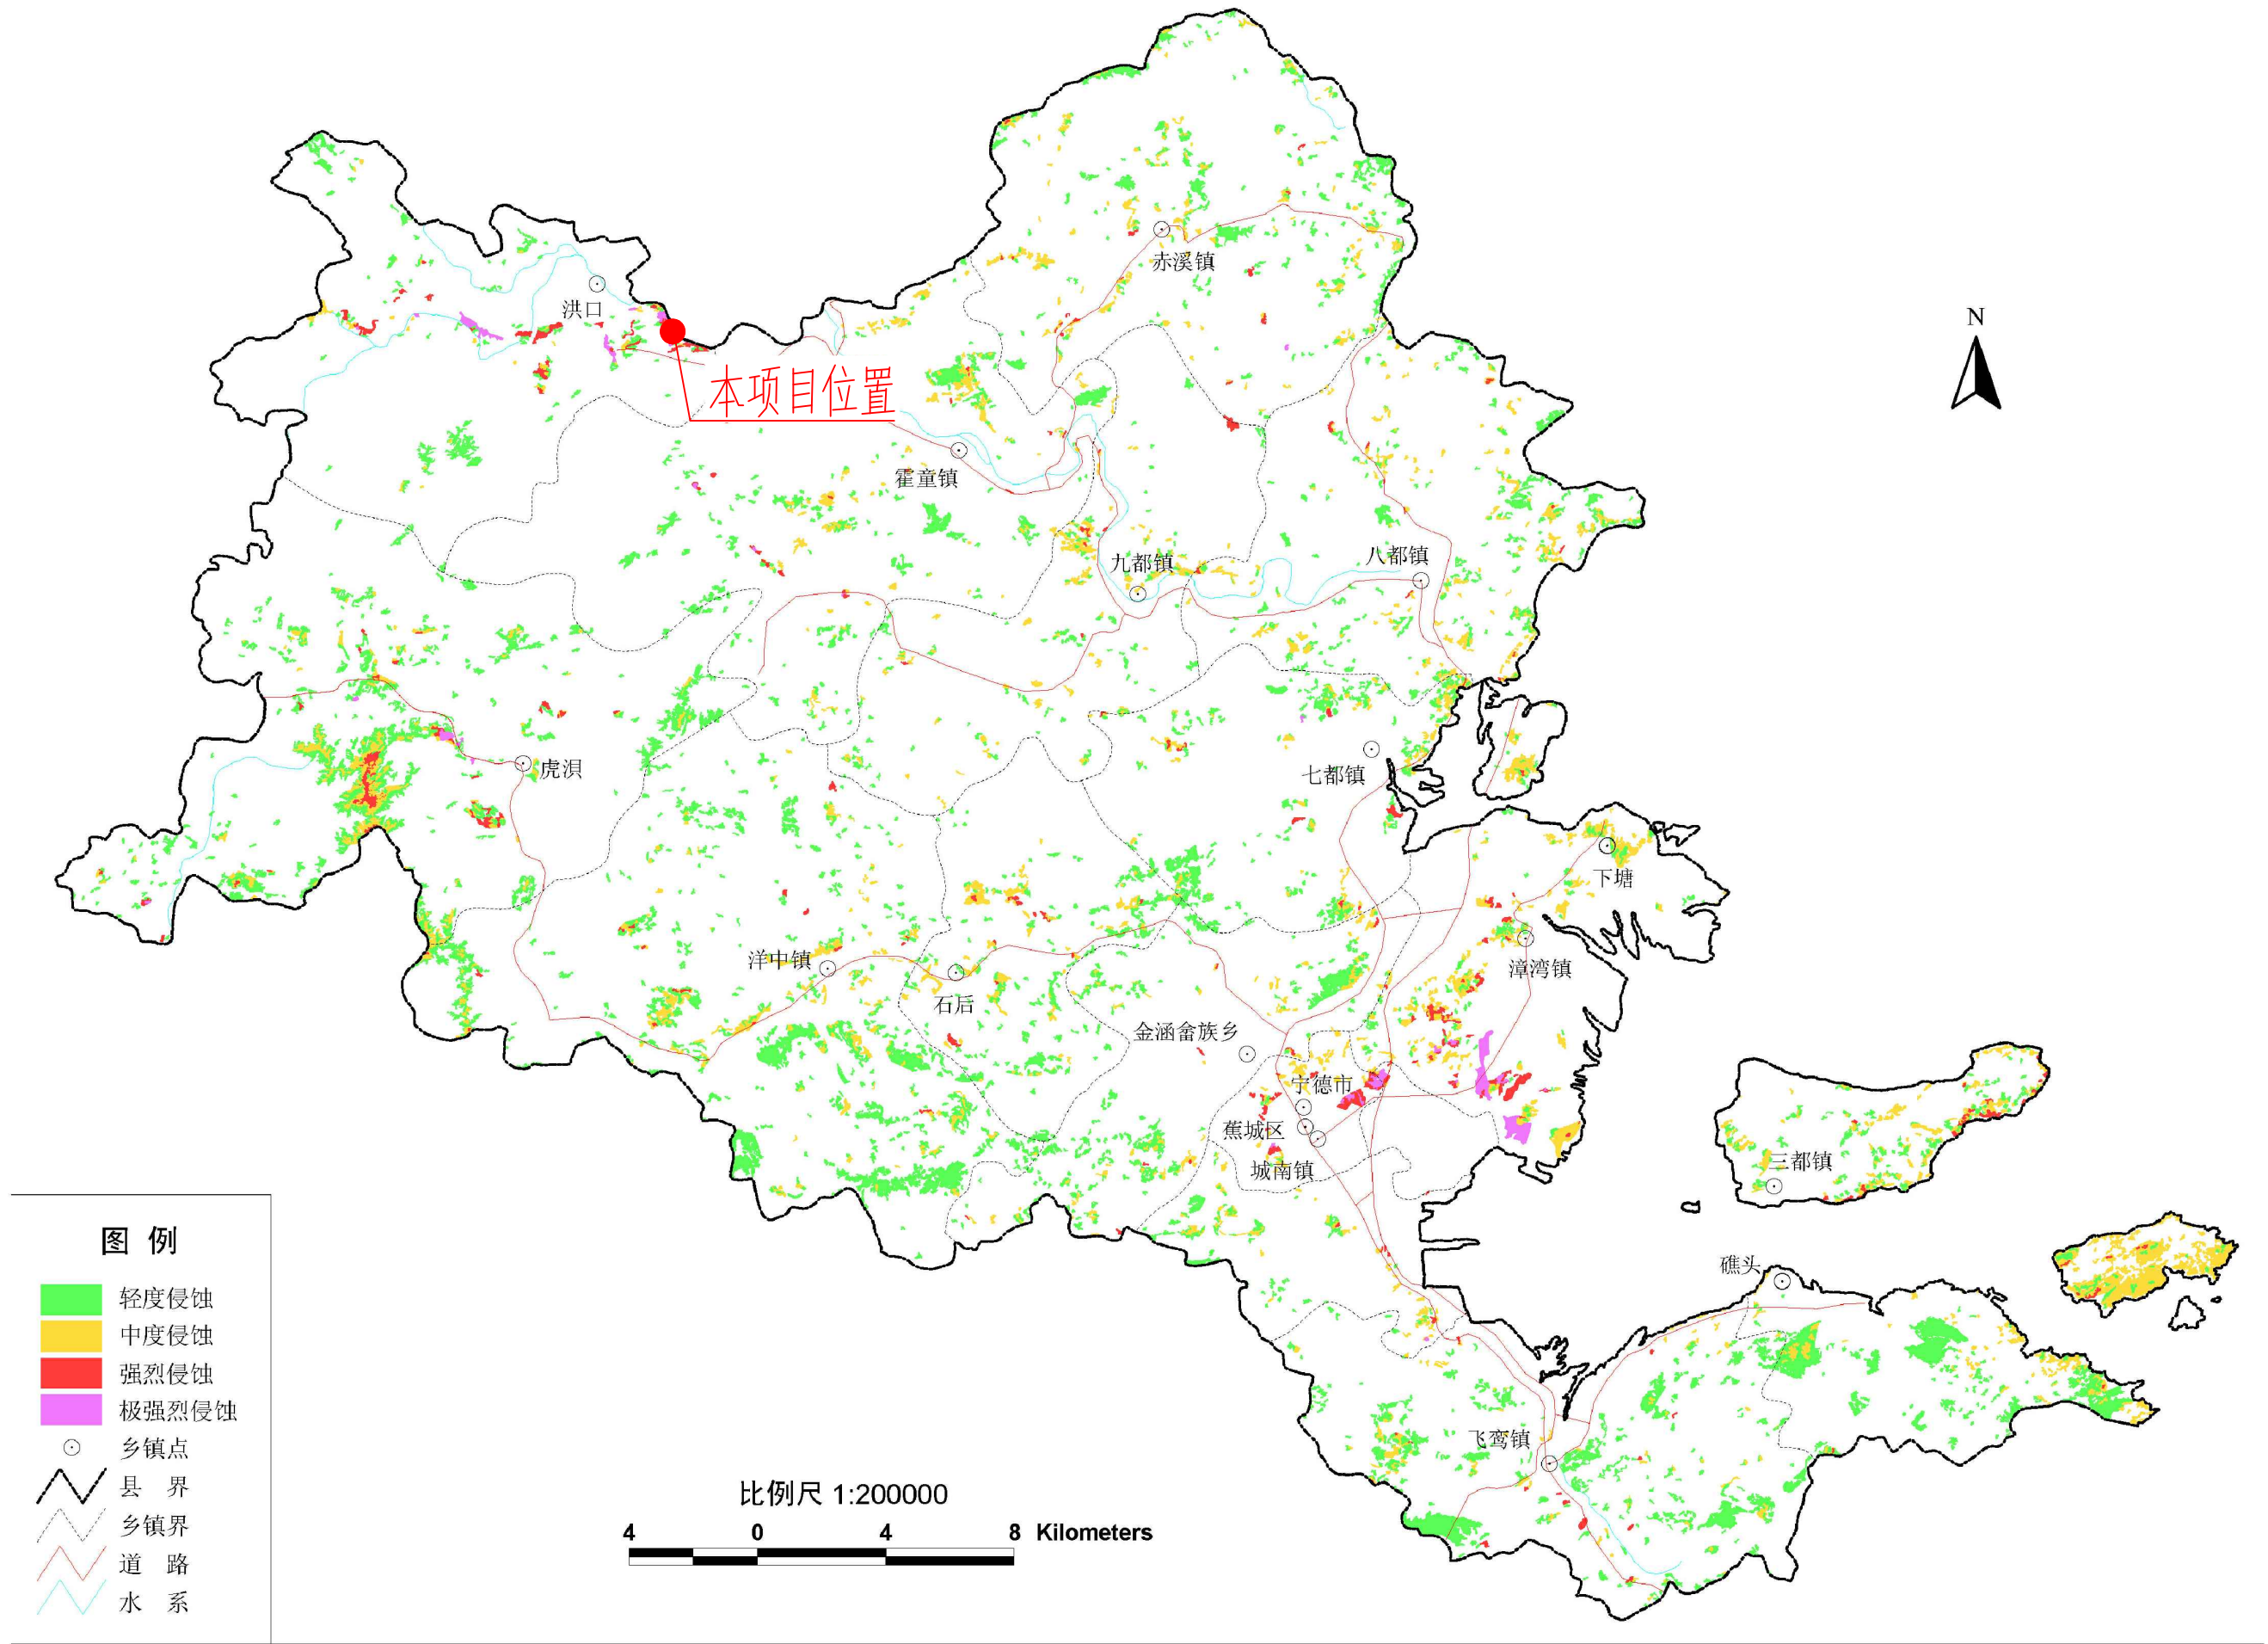 赤溪镇
洪口
N
本项目位置
霍童镇
九都镇
八都镇
虎浿
七都镇
下塘
洋中镇
石后
漳湾镇
金涵畲族乡
宁德市
蕉城区
城南镇
三都镇
礁头
飞鸾镇
图 例
轻度侵蚀
中度侵蚀
强烈侵蚀
极强烈侵蚀
乡镇点
县 界
乡镇界
道 路
水 系
比例尺 1:200000
4 0 4 8 Kilometers